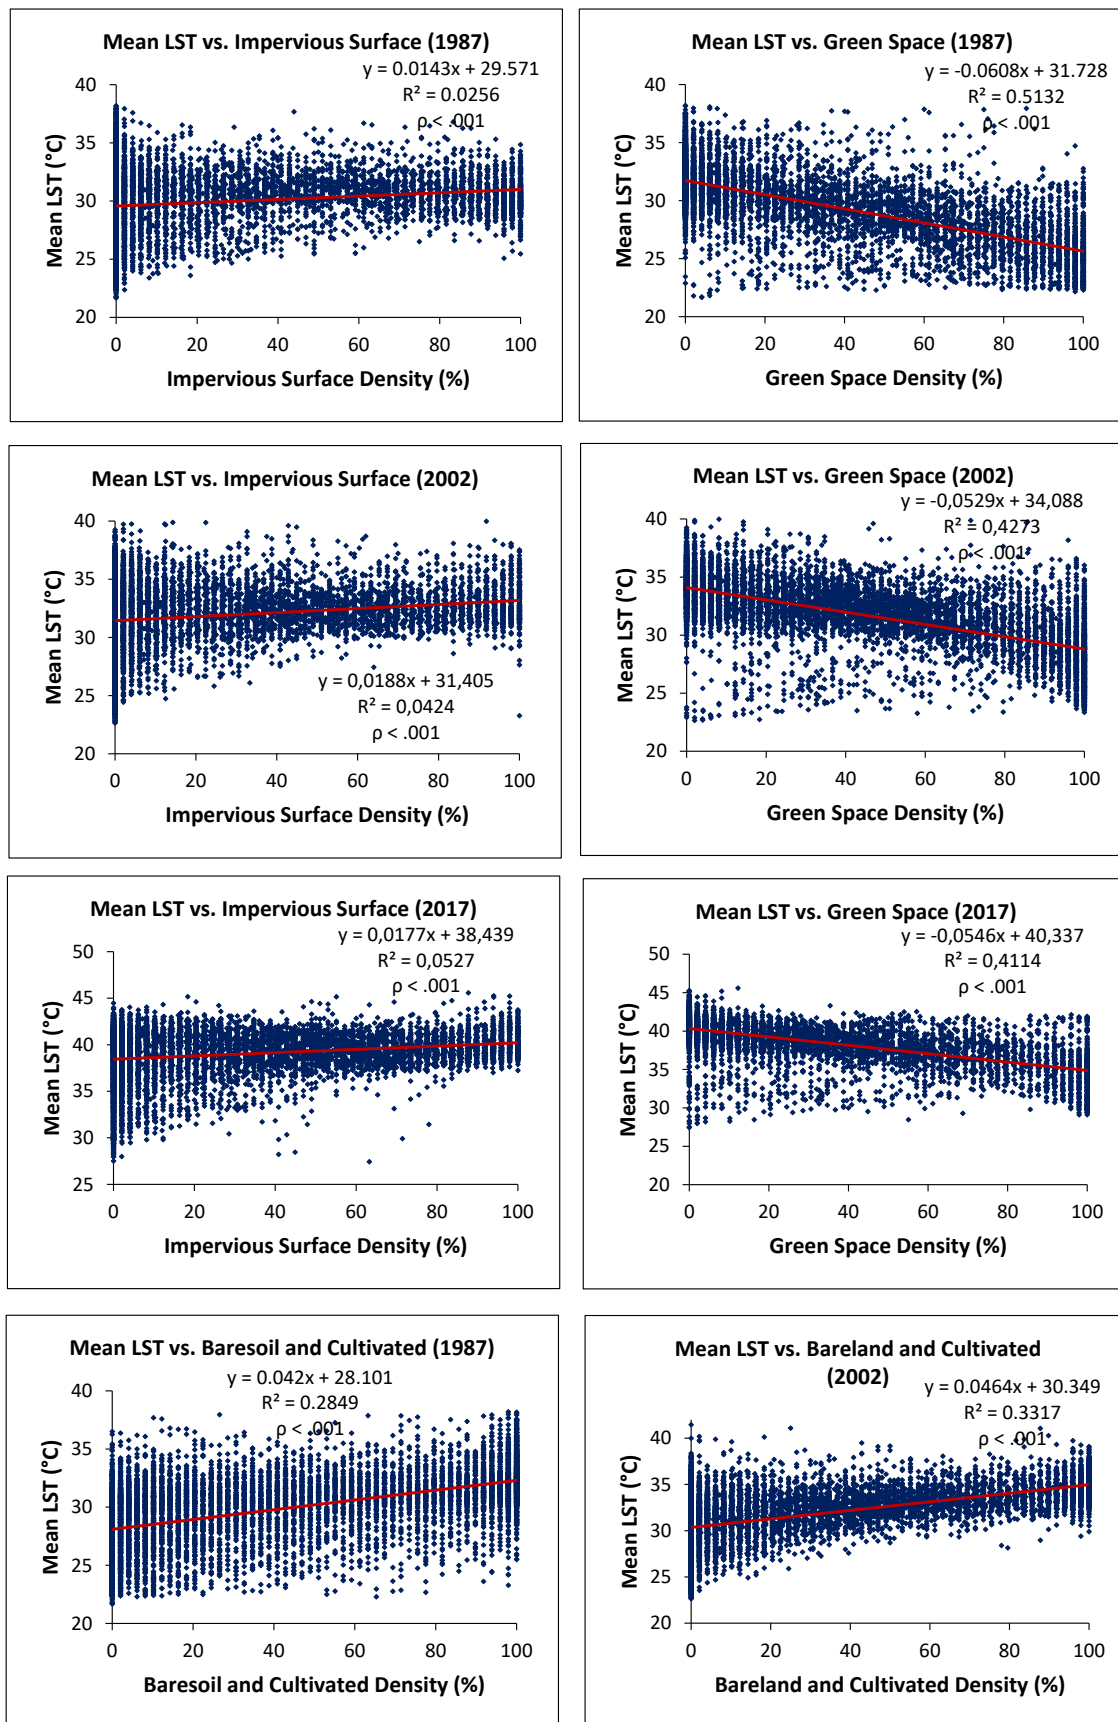 Mean LST vs. Impervious Surface (1987)
y = 0.0143x + 29.571
R² = 0.0256
ρ < .001
40
35
30
25
20
Mean LST (°C)
0 20 40 60 80 100
Impervious Surface Density (%)
Mean LST vs. Green Space (1987)
y = -0.0608x + 31.728
R² = 0.5132
ρ < .001
40
35
30
25
20
Mean LST (°C)
0 20 40 60 80 100
Green Space Density (%)
Mean LST vs. Impervious Surface (2002)
40
35
30
25
20
Mean LST (°C)
y = 0,0188x + 31,405
R² = 0,0424
ρ < .001
0 20 40 60 80 100
Impervious Surface Density (%)
Mean LST vs. Green Space (2002)
y = -0,0529x + 34,088
R² = 0,4273
ρ < .001
40
35
30
25
20
Mean LST (°C)
0 20 40 60 80 100
Green Space Density (%)
Mean LST vs. Impervious Surface (2017)
y = 0,0177x + 38,439
R² = 0,0527
ρ < .001
50
45
40
35
30
25
Mean LST (°C)
0 20 40 60 80 100
Impervious Surface Density (%)
Mean LST vs. Green Space (2017)
y = -0,0546x + 40,337
R² = 0,4114
ρ < .001
50
45
40
35
30
25
20
Mean LST (°C)
0 20 40 60 80 100
Green Space Density (%)
Mean LST vs. Baresoil and Cultivated (1987)
y = 0.042x + 28.101
R² = 0.2849
ρ < .001
40
35
30
25
20
Mean LST (°C)
0 20 40 60 80 100
Baresoil and Cultivated Density (%)
Mean LST vs. Bareland and Cultivated
(2002)
y = 0.0464x + 30.349
R² = 0.3317
ρ < .001
40
35
30
25
20
Mean LST (°C)
0 20 40 60 80 100
Bareland and Cultivated Density (%)